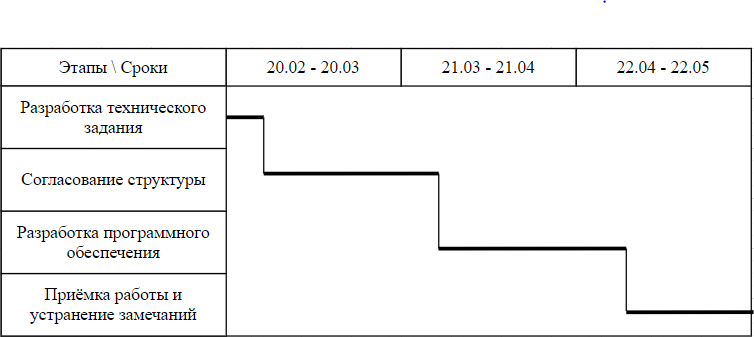 Этапы \ Сроки
20.02 - 20.03
21.03 - 21.04
22.04 - 22.05
Разработка технического
задания
Согласование структуры
Разработка программного
обеспечения
Приёмка работы и
устранение замечаний